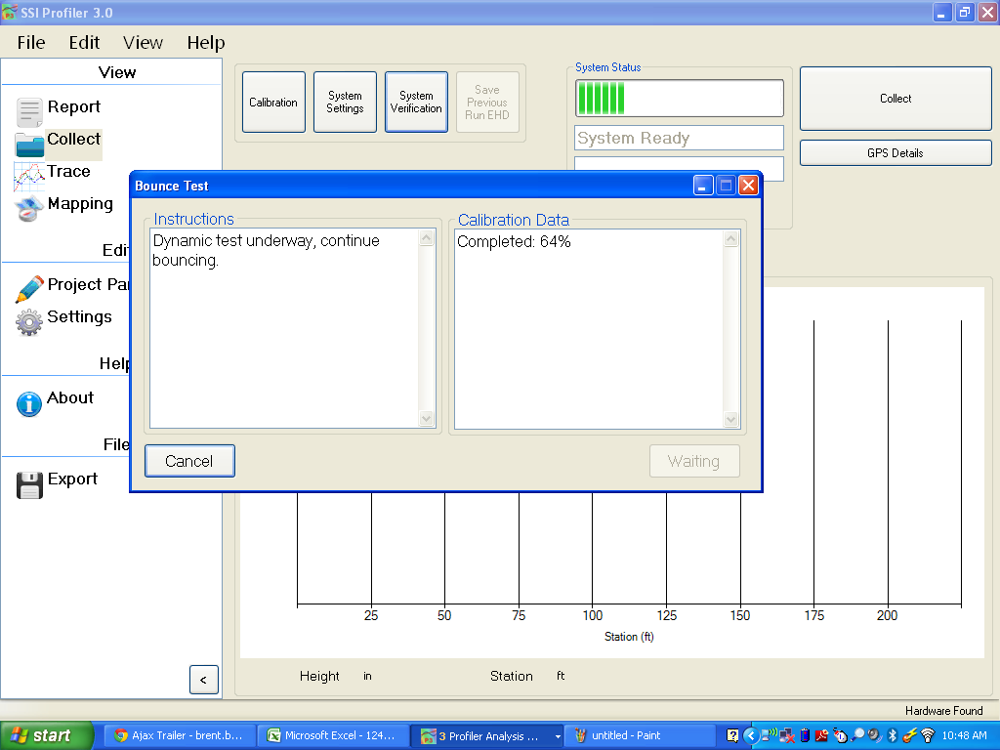 SSI Profiler 3.0
File Edit View Help
View
Report
Collect
Trace
Mapping
Edi
Project Par
Settings
Help
About
File
Export
<
Calibration
System
Settings
System
Verification
Save
Previous
Run EHD
System Status
System Ready
Collect
GPS Details
Bounce Test
Instructions
Dynamic test underway, continue
bouncing.
Calibration Data
Completed: 64%
Cancel
Waiting
25 50 75 100 125 150 175 200
Station (ft)
Height in Station ft
Hardware Found
start
Ajax Trailer - brent.b...
Microsoft Excel - 124...
3 Profiler Analysis ...
untitled - Paint
10:48 AM